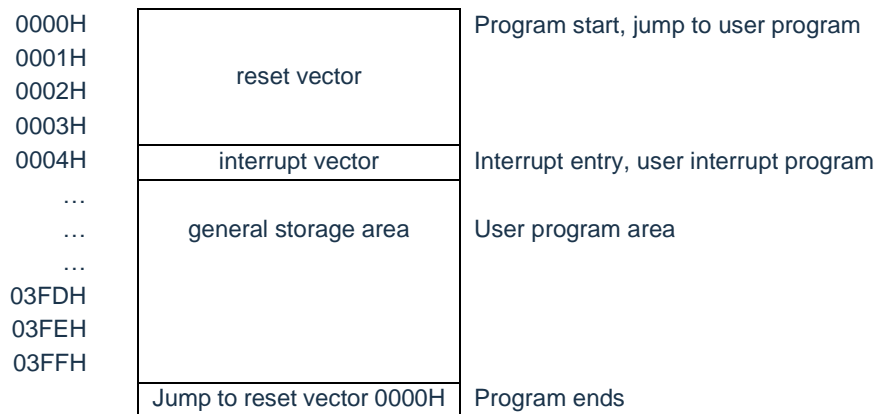 0000H Program start, jump to user program
0001H
reset vector
0002H
0003H
0004H interrupt vector Interrupt entry, user interrupt program
…
… general storage area User program area
…
03FDH
03FEH
03FFH
Jump to reset vector 0000H Program ends